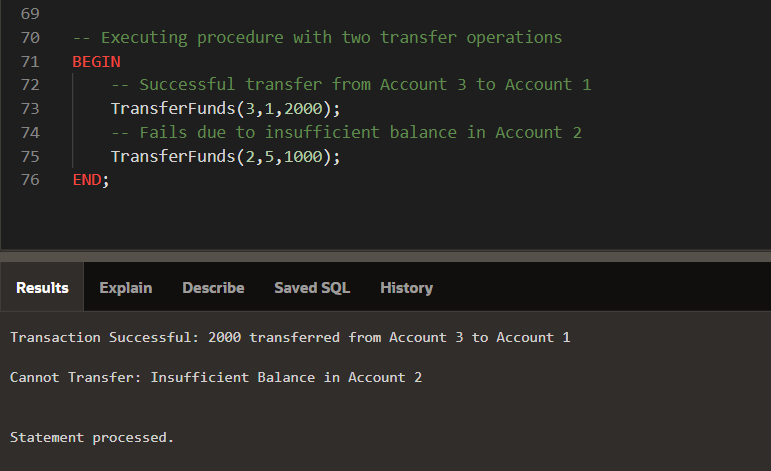 69
70 -- Executing procedure with two transfer operations
71 BEGIN
72 -- Successful transfer from Account 3 to Account 1
73 TransferFunds(3,1,2000);
74 -- Fails due to insufficient balance in Account 2
75 TransferFunds(2,5,1000);
76 END;
Results Explain Describe Saved SQL History
Transaction Successful: 2000 transferred from Account 3 to Account 1
Cannot Transfer: Insufficient Balance in Account 2
Statement processed.